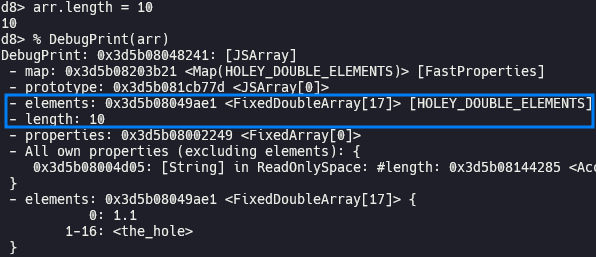 d8> arr.length = 10
10
d8> % DebugPrint(arr)
DebugPrint: 0x3d5b08048241: [JSArray]
- map: 0x3d5b08203b21 <Map(HOLEY_DOUBLE_ELEMENTS)> [FastProperties]
- prototype: 0x3d5b081cb77d <JSArray[0]>
- elements: 0x3d5b08049ae1 <FixedDoubleArray[17]> [HOLEY_DOUBLE_ELEMENTS]
- length: 10
- properties: 0x3d5b08002249 <FixedArray[0]>
- All own properties (excluding elements): {
0x3d5b08004d05: [String] in ReadOnlySpace: #length: 0x3d5b08144285 <Acc
}
- elements: 0x3d5b08049ae1 <FixedDoubleArray[17]> {
0: 1.1
1-16: <the_hole>
}